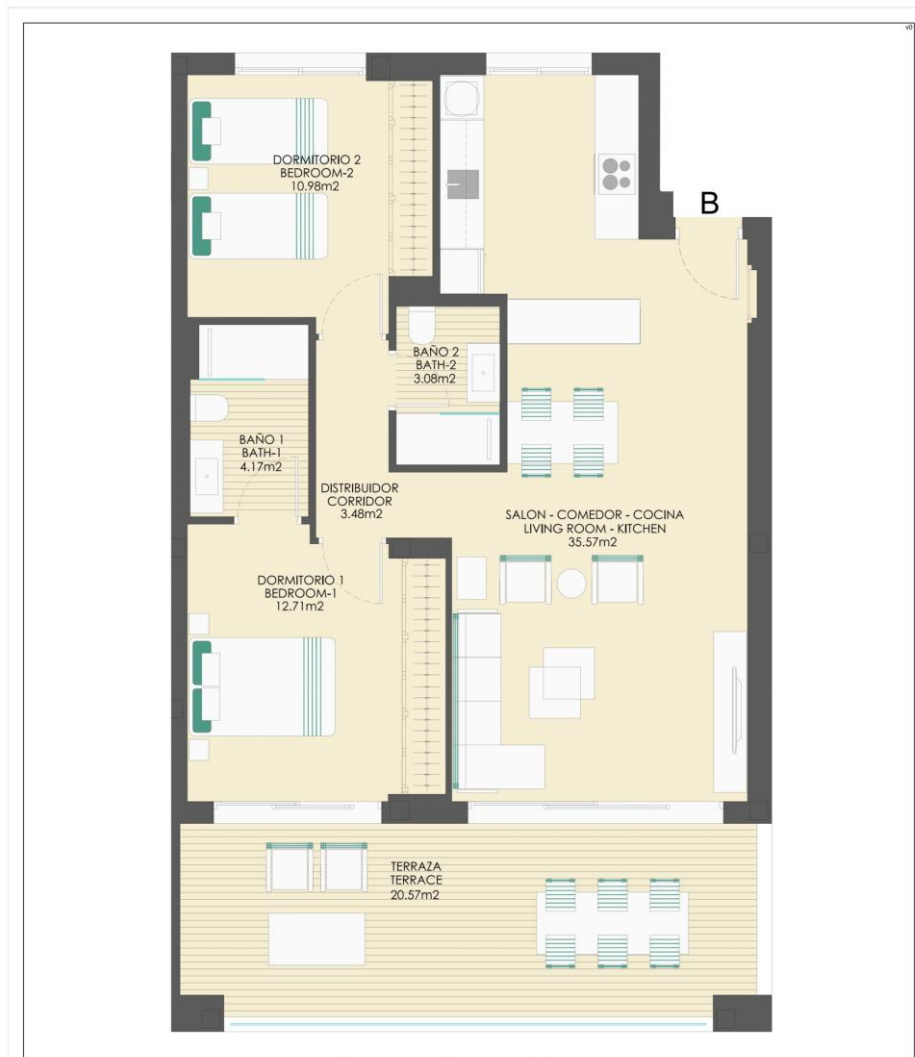 v0
DORMITORIO 2
BEDROOM-2
10.98m2
B
BAÑO 2
BATH-2
3.08m2
BAÑO 1
BATH-1
4.17m2
DISTRIBUIDOR
CORRIDOR
3.48m2
SALON - COMEDOR - COCINA
LIVING ROOM - KITCHEN
35.57m2
DORMITORIO 1
BEDROOM-1
12.71m2
TERRAZA
TERRACE
20.57m2